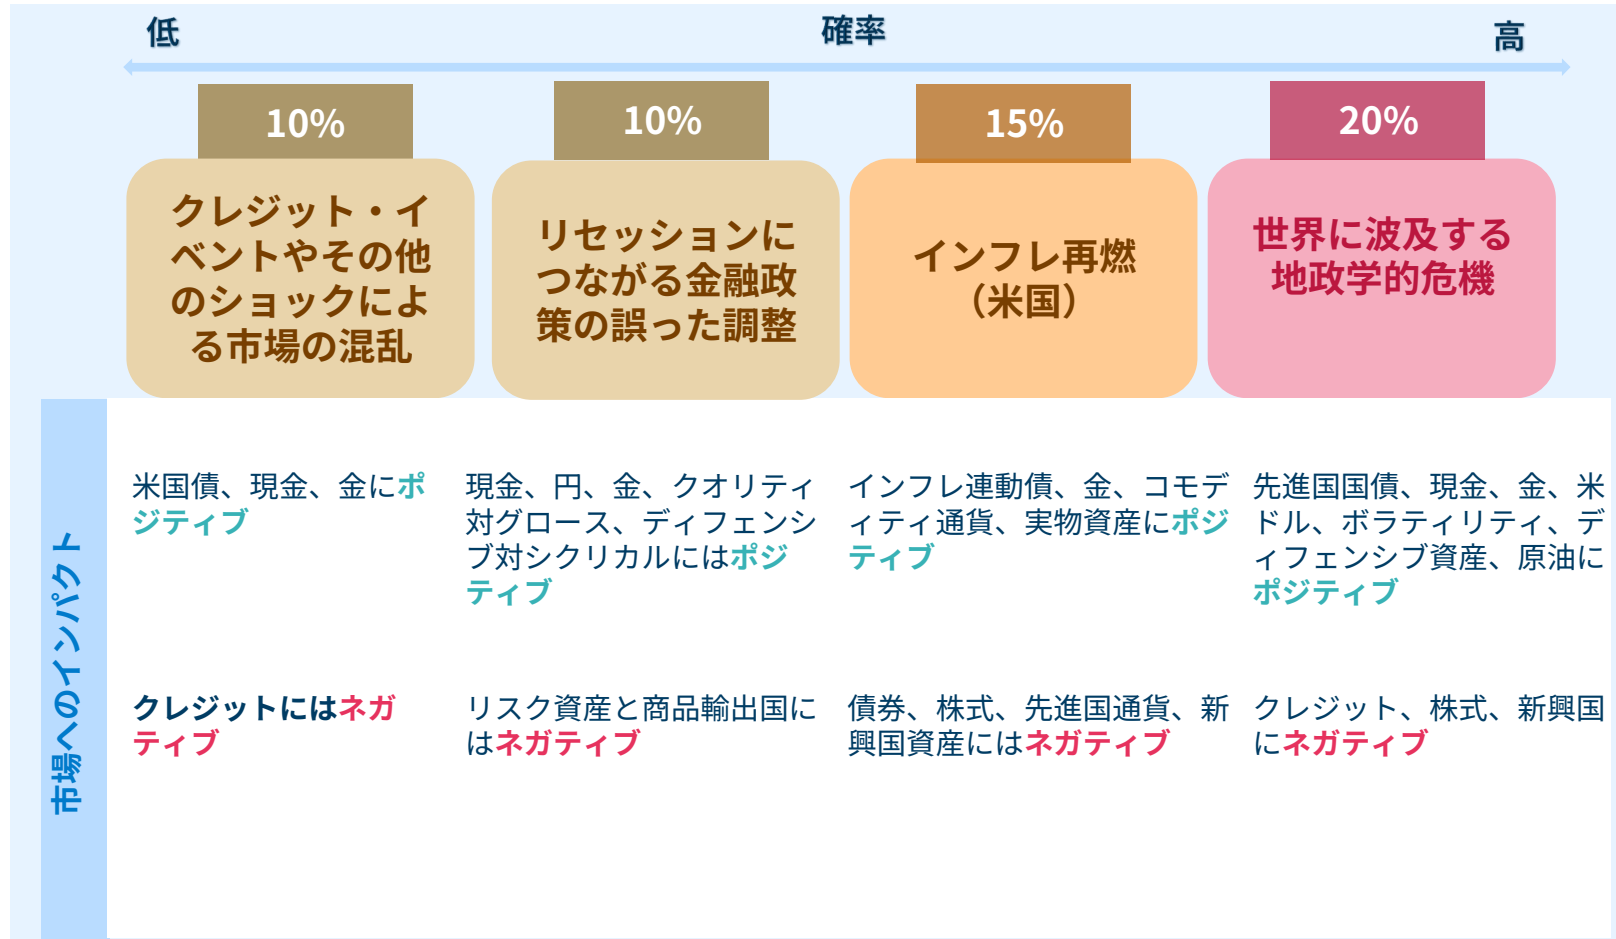 低
確率
高
10%
10%
15%
20%
クレジット・イ
ベントやその他
のショックによ
る市場の混乱
リセッションに
つながる金融政
策の誤った調整
インフレ再燃
（米国）
世界に波及する
地政学的危機
市場へのインパクト
米国債、現金、金にポ
ジティブ
現金、円、金、クオリティ
対グロース、ディフェンシ
ブ対シクリカルにはポジ
ティブ
インフレ連動債、金、コモデ
ィティ通貨、実物資産にポジ
ティブ
先進国国債、現金、金、米
ドル、ボラティリティ、デ
ィフェンシブ資産、原油に
ポジティブ
クレジットにはネガ
ティブ
リスク資産と商品輸出国に
はネガティブ
債券、株式、先進国通貨、新
興国資産にはネガティブ
クレジット、株式、新興国
にネガティブ